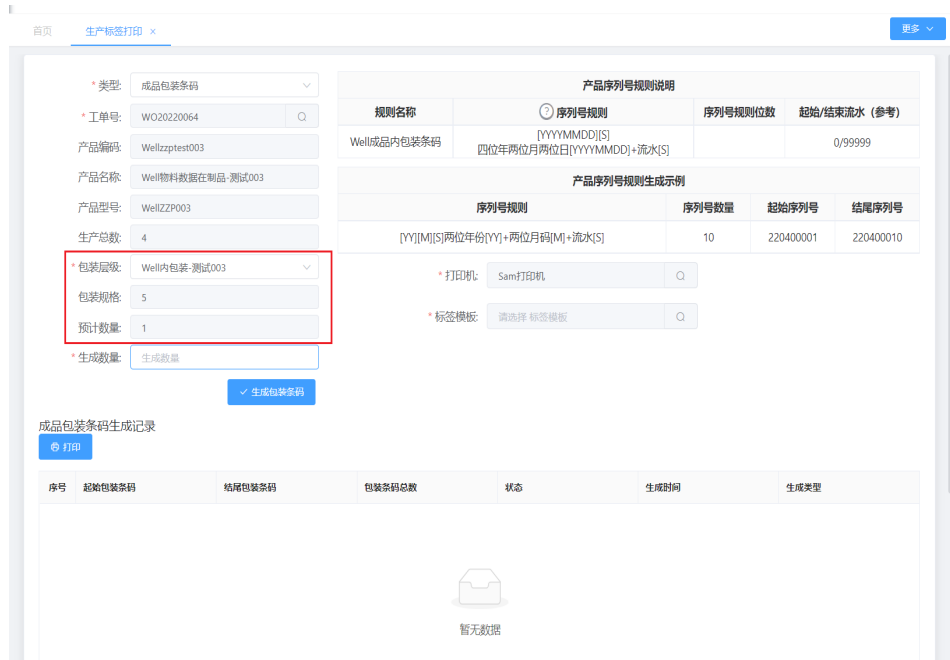 首页 生产标签打印 × 更多
* 类型: 成品包装条码
* 工单号: WO20220064
产品编码: Wellzzptest003
产品名称: Well物料数据在制品-测试003
产品型号: WellZZP003
生产总数: 4
* 包装层级: Well内包装-测试003
包装规格: 5
预计数量: 1
* 生成数量: 生成数量
生成包装条码
产品序列号规则说明
规则名称 ? 序列号规则 序列号规则位数 起始/结束流水（参考）
Well成品内包装条码 [YYYYMMDD][S] 0/99999
四位年两位月两位日[YYYYMMDD]+流水[S]
产品序列号规则生成示例
序列号规则 序列号数量 起始序列号 结尾序列号
[YY][M][S]两位年份[YY]+两位月码[M]+流水[S] 10 220400001 220400010
* 打印机: Sam打印机
* 标签模板: 请选择 标签模板
成品包装条码生成记录
打印
序号 起始包装条码 结尾包装条码 包装条码总数 状态 生成时间 生成类型
暂无数据